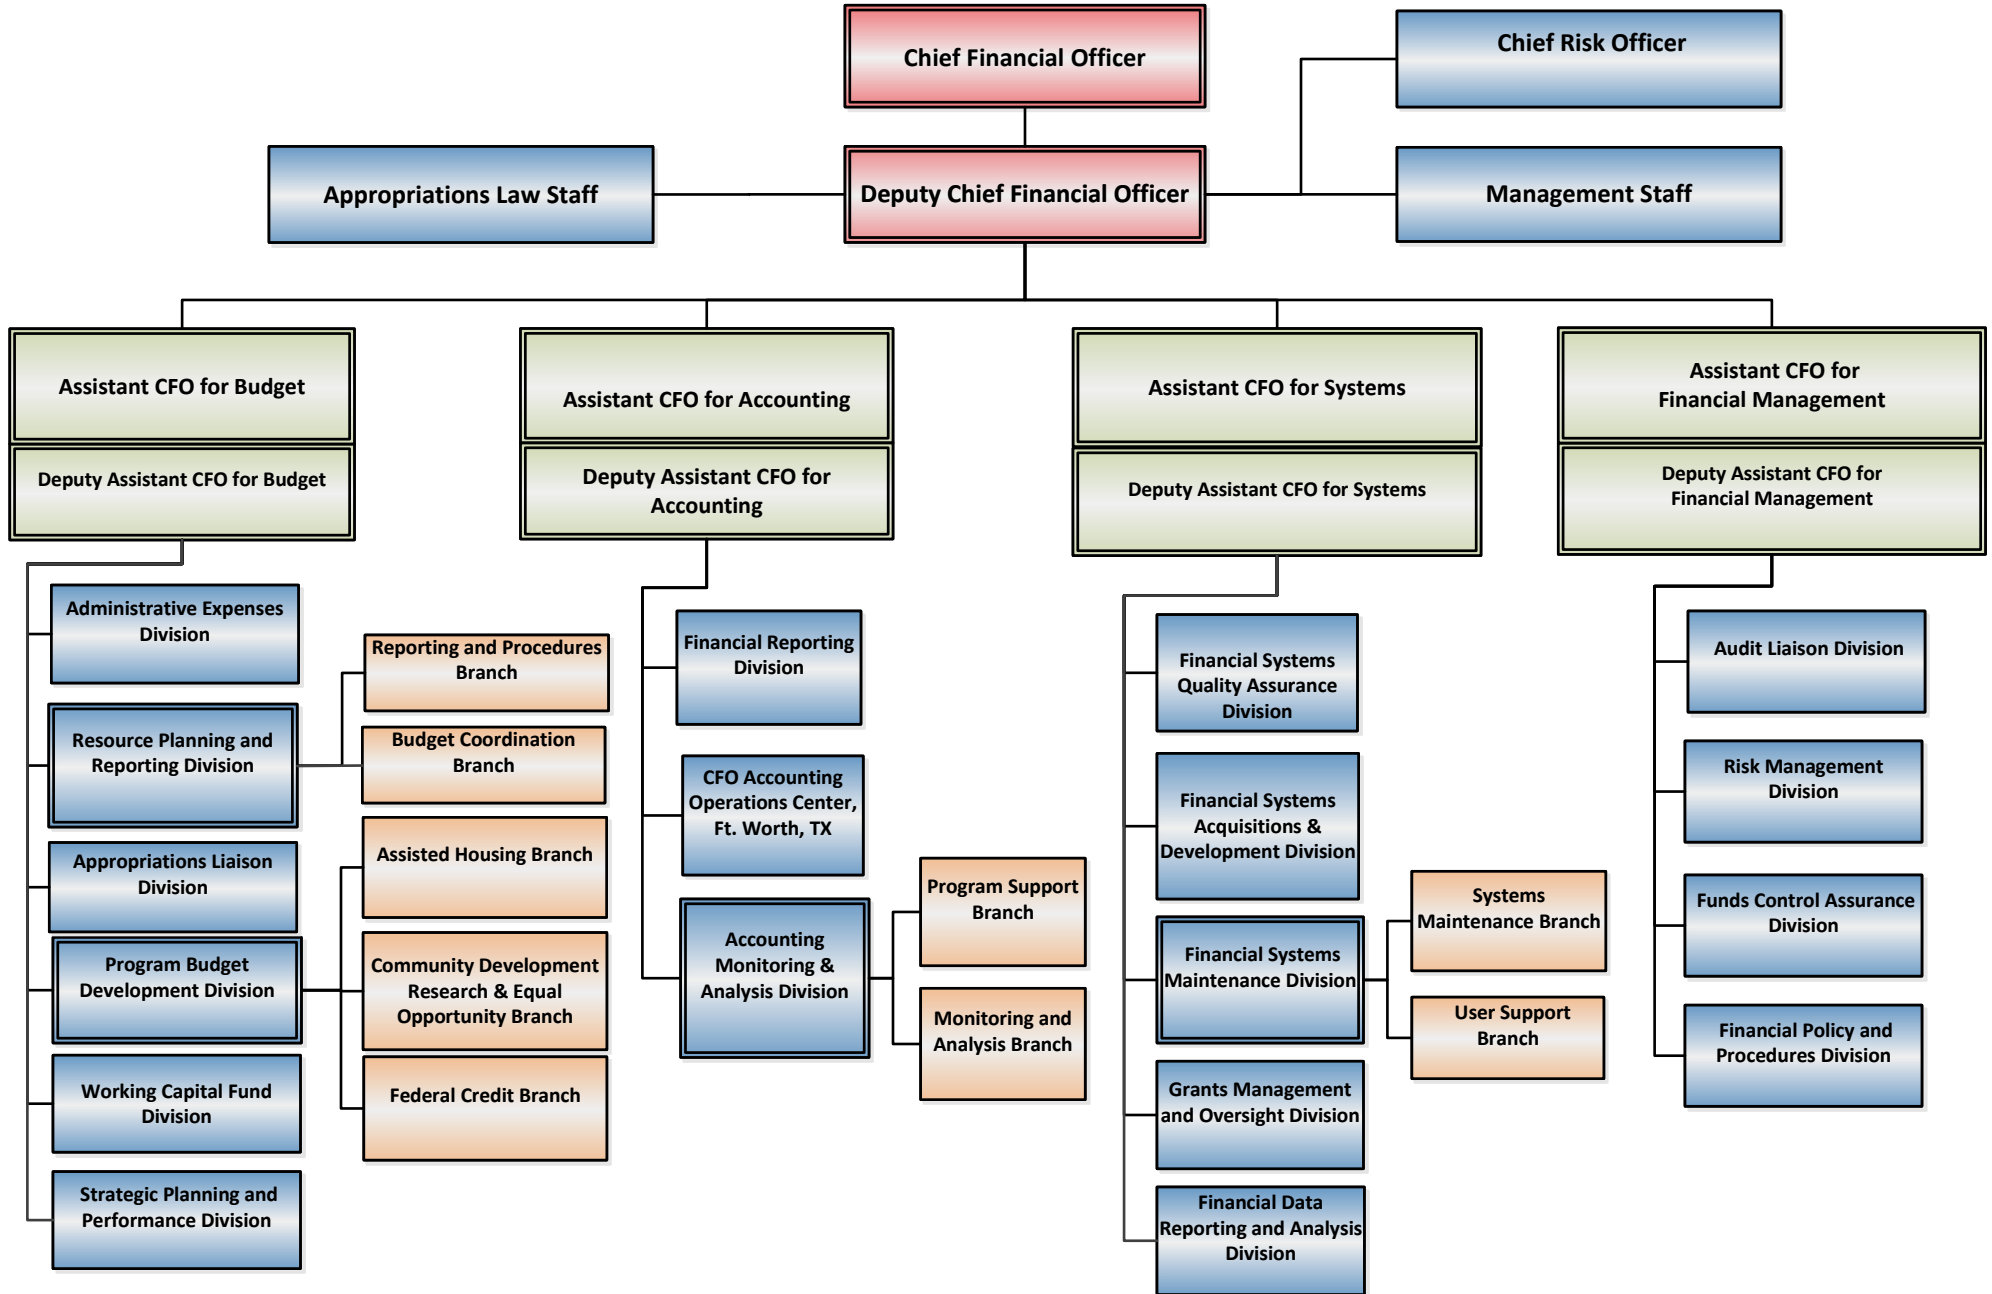 Chief Financial Officer
Chief Risk Officer
Appropriations Law Staff
Deputy Chief Financial Officer
Management Staff
Assistant CFO for Budget
Deputy Assistant CFO for Budget
Administrative Expenses
Division
Resource Planning and
Reporting Division
Reporting and Procedures
Branch
Budget Coordination
Branch
Appropriations Liaison
Division
Program Budget
Development Division
Assisted Housing Branch
Community Development
Research & Equal
Opportunity Branch
Federal Credit Branch
Working Capital Fund
Division
Strategic Planning and
Performance Division
Assistant CFO for Accounting
Deputy Assistant CFO for
Accounting
Financial Reporting
Division
CFO Accounting
Operations Center,
Ft. Worth, TX
Accounting
Monitoring &
Analysis Division
Program Support
Branch
Monitoring and
Analysis Branch
Assistant CFO for Systems
Deputy Assistant CFO for Systems
Financial Systems
Quality Assurance
Division
Financial Systems
Acquisitions &
Development Division
Financial Systems
Maintenance Division
Systems
Maintenance Branch
User Support
Branch
Grants Management
and Oversight Division
Financial Data
Reporting and Analysis
Division
Assistant CFO for
Financial Management
Deputy Assistant CFO for
Financial Management
Audit Liaison Division
Risk Management
Division
Funds Control Assurance
Division
Financial Policy and
Procedures Division